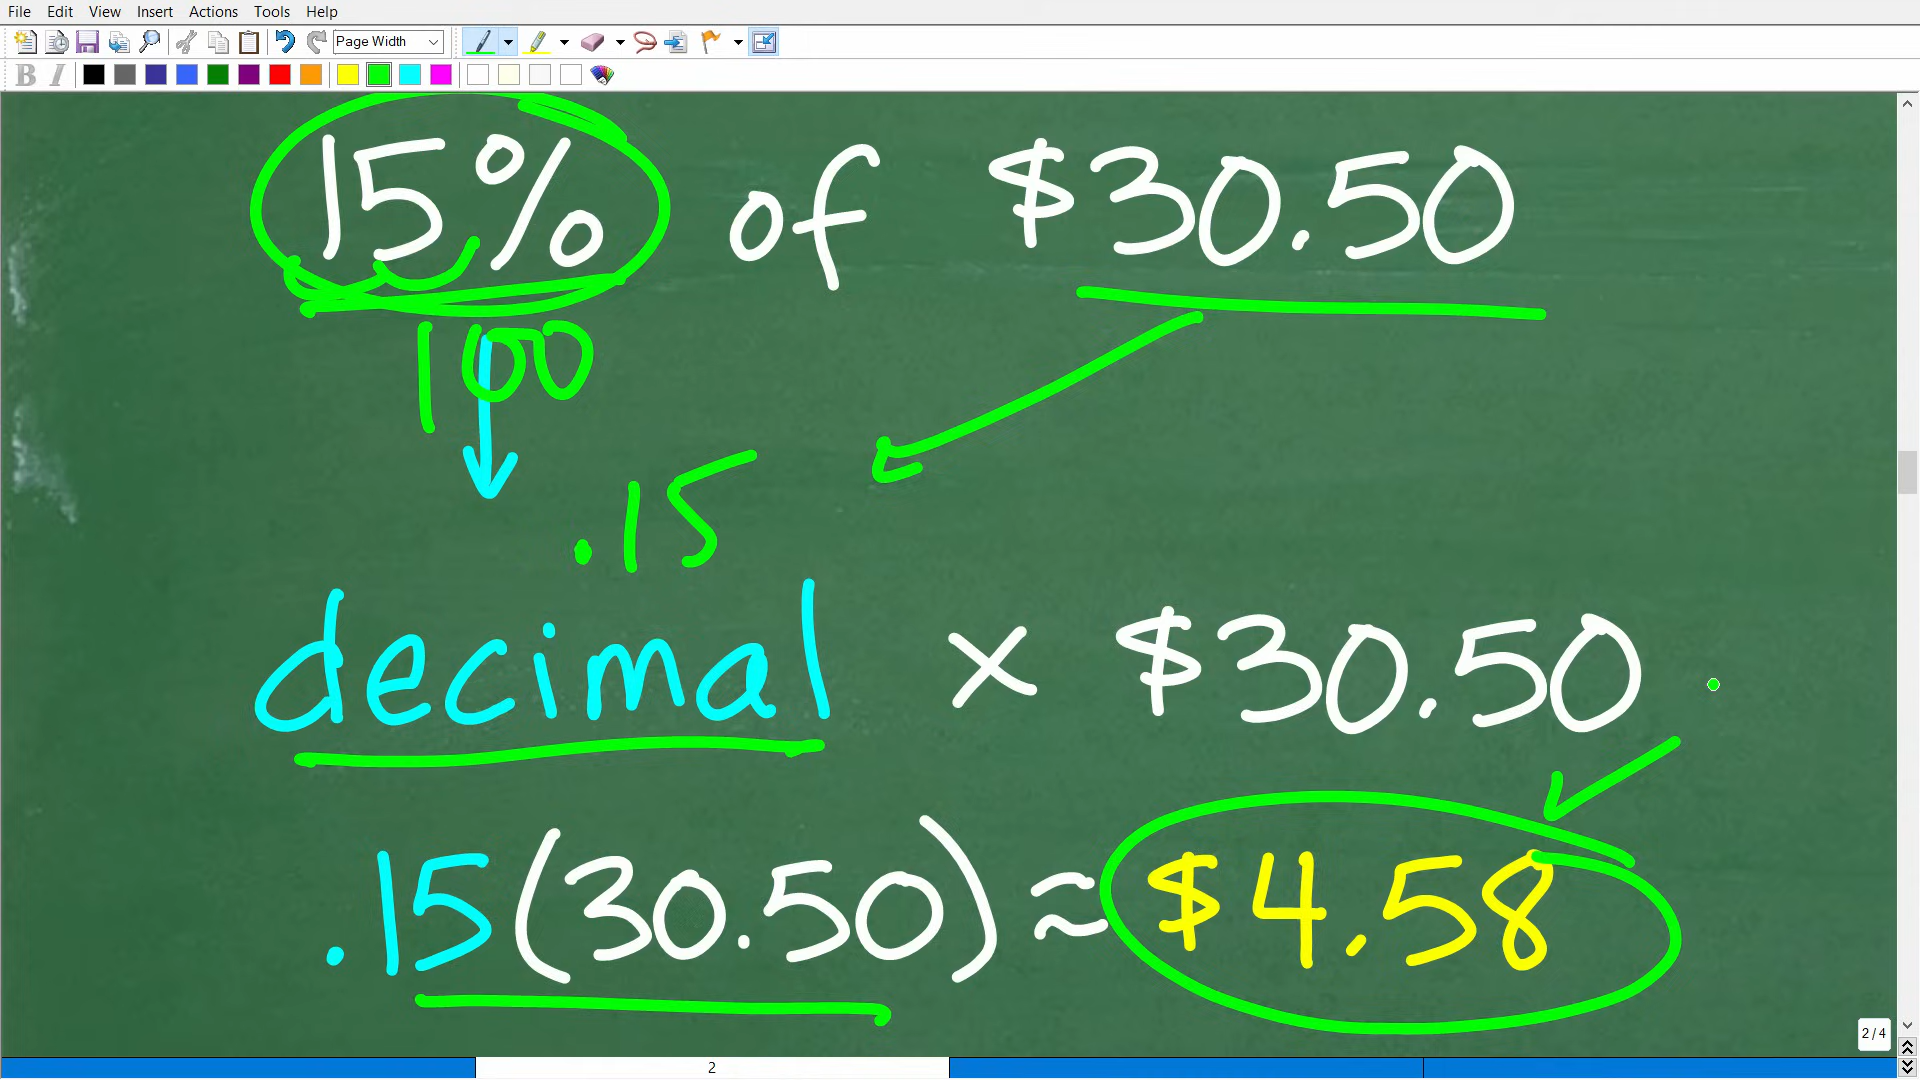 File Edit View Insert Actions Tools Help
Page Width
B I
15% of $30.50
100
.15
decimal x $30.50
.15(30.50) ≈ $4.58
2 / 4
2